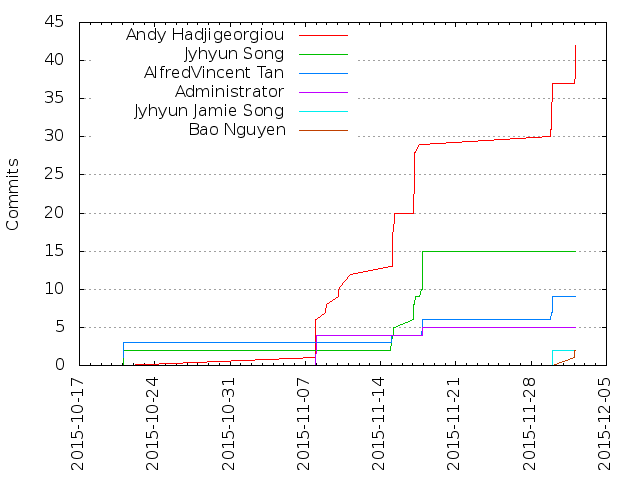 45
40
35
30
25
20
15
10
5
0
Commits
Andy Hadjigeorgiou
Jyhyun Song
AlfredVincent Tan
Administrator
Jyhyun Jamie Song
Bao Nguyen
2015-10-17
2015-10-24
2015-10-31
2015-11-07
2015-11-14
2015-11-21
2015-11-28
2015-12-05